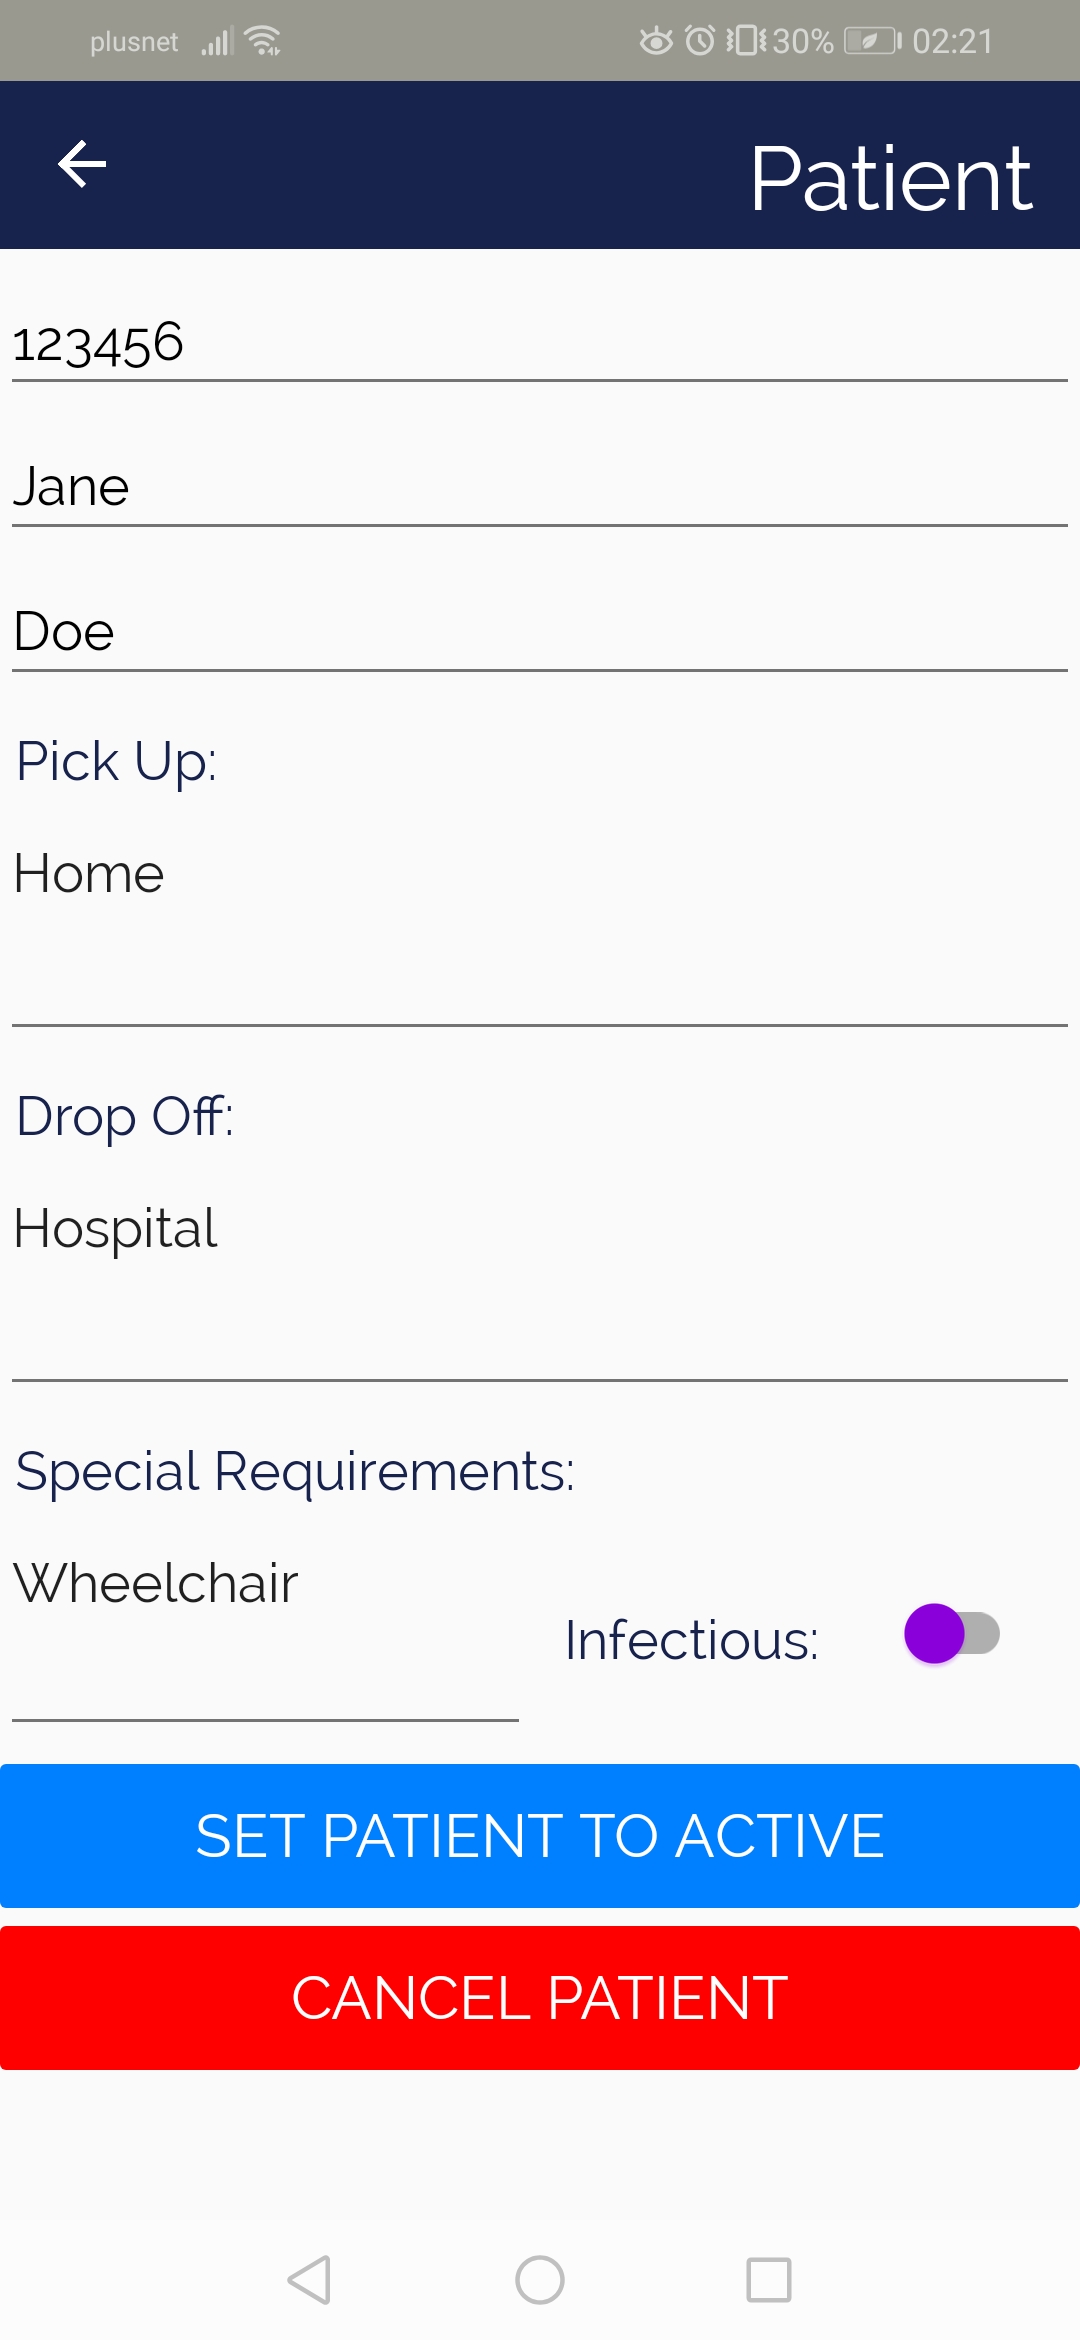 plusnet 30% 02:21
Patient
123456
Jane
Doe
Pick Up:
Home
Drop Off:
Hospital
Special Requirements:
Wheelchair
Infectious:
SET PATIENT TO ACTIVE
CANCEL PATIENT